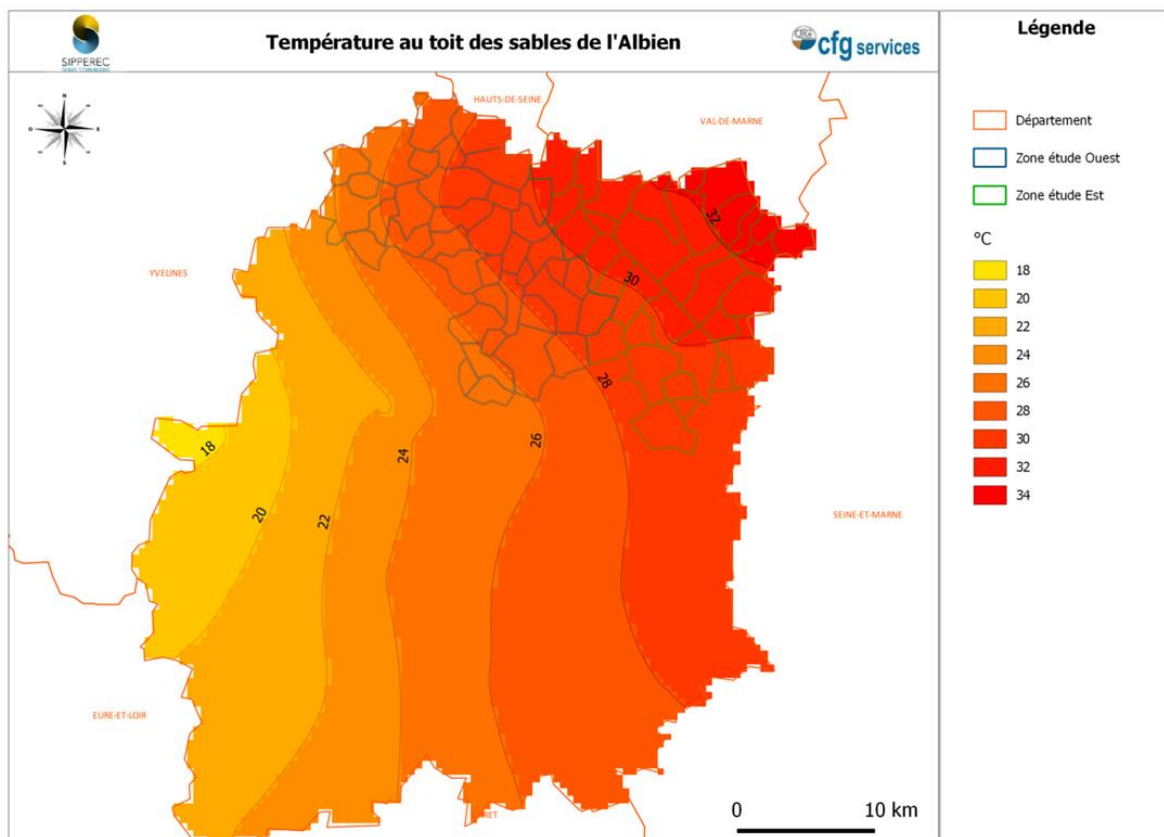 SIPPEREC
Température au toit des sables de l'Albien
cfg services
Légende
N
O
E
S
HAUTS-DE-SEINE
VAL-DE-MARNE
YVELINES
SEINE-ET-MARNE
EURE-ET-LOIR
RET
18
20
22
24
26
28
30
32
0
10 km
Département
Zone étude Ouest
Zone étude Est
°C
18
20
22
24
26
28
30
32
34